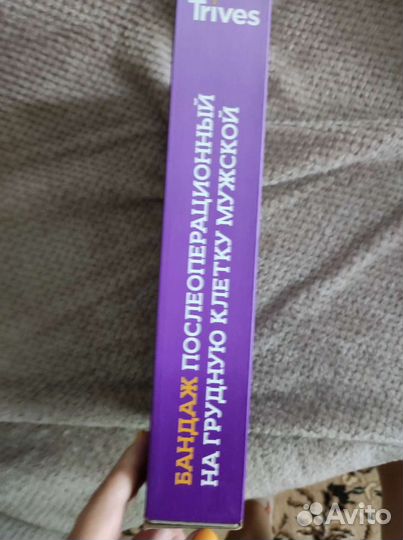 Trives
БАНДАЖ ПОСЛЕОПЕРАЦИОННЫЙ
НА ГРУДНУЮ КЛЕТКУ МУЖСКОЙ
Avito